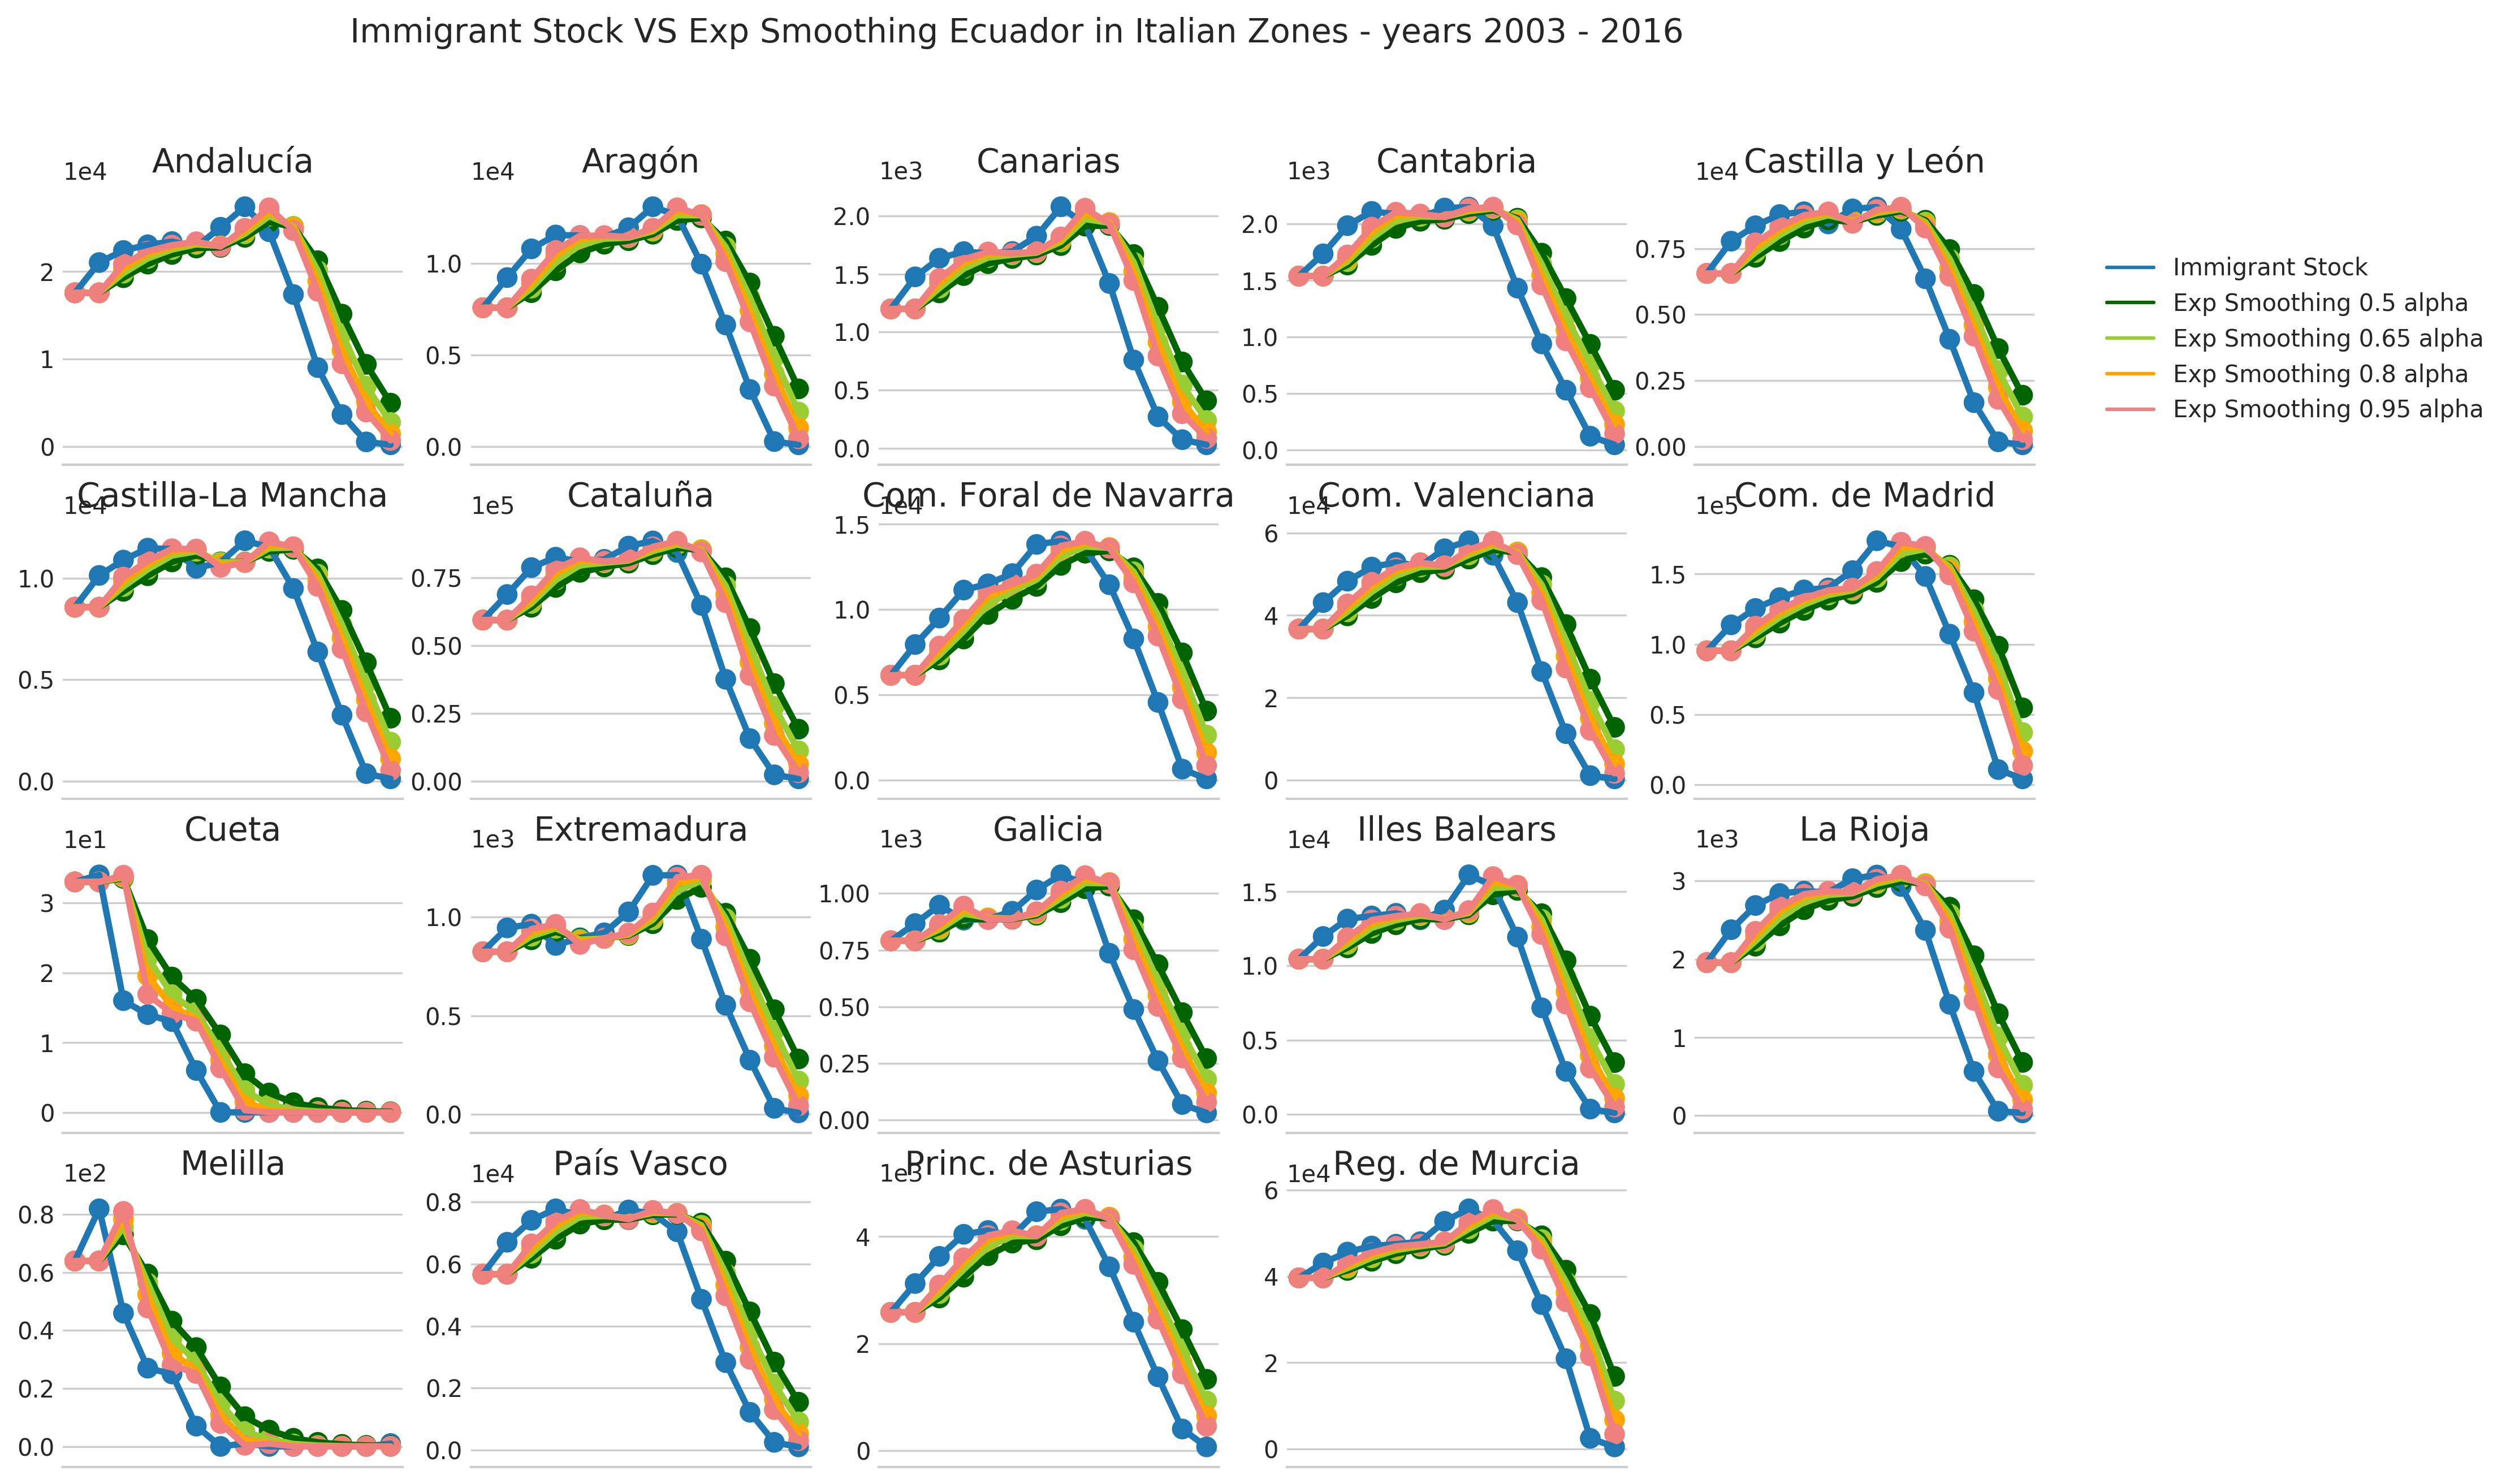 Immigrant Stock VS Exp Smoothing Ecuador in Italian Zones - years 2003 - 2016
Andalucía
1e4
2
1
0
Aragón
1e4
1.0
0.5
0.0
Canarias
1e3
2.0
1.5
1.0
0.5
0.0
Cantabria
1e3
2.0
1.5
1.0
0.5
0.0
Castilla y León
1e4
0.75
0.50
0.25
0.00
Immigrant Stock
Exp Smoothing 0.5 alpha
Exp Smoothing 0.65 alpha
Exp Smoothing 0.8 alpha
Exp Smoothing 0.95 alpha
Castilla-La Mancha
1e4
1.0
0.5
0.0
Cataluña
1e5
0.75
0.50
0.25
0.00
Com. Foral de Navarra
1e4
1.5
1.0
0.5
0.0
Com. Valenciana
1e4
6
4
2
0
Com. de Madrid
1e5
1.5
1.0
0.5
0.0
Cueta
1e1
3
2
1
0
Extremadura
1e3
1.0
0.5
0.0
Galicia
1e3
1.00
0.75
0.50
0.25
0.00
Illes Balears
1e4
1.5
1.0
0.5
0.0
La Rioja
1e3
3
2
1
0
Melilla
1e2
0.8
0.6
0.4
0.2
0.0
País Vasco
1e4
0.8
0.6
0.4
0.2
0.0
Princ. de Asturias
1e3
4
2
0
Reg. de Murcia
1e4
6
4
2
0